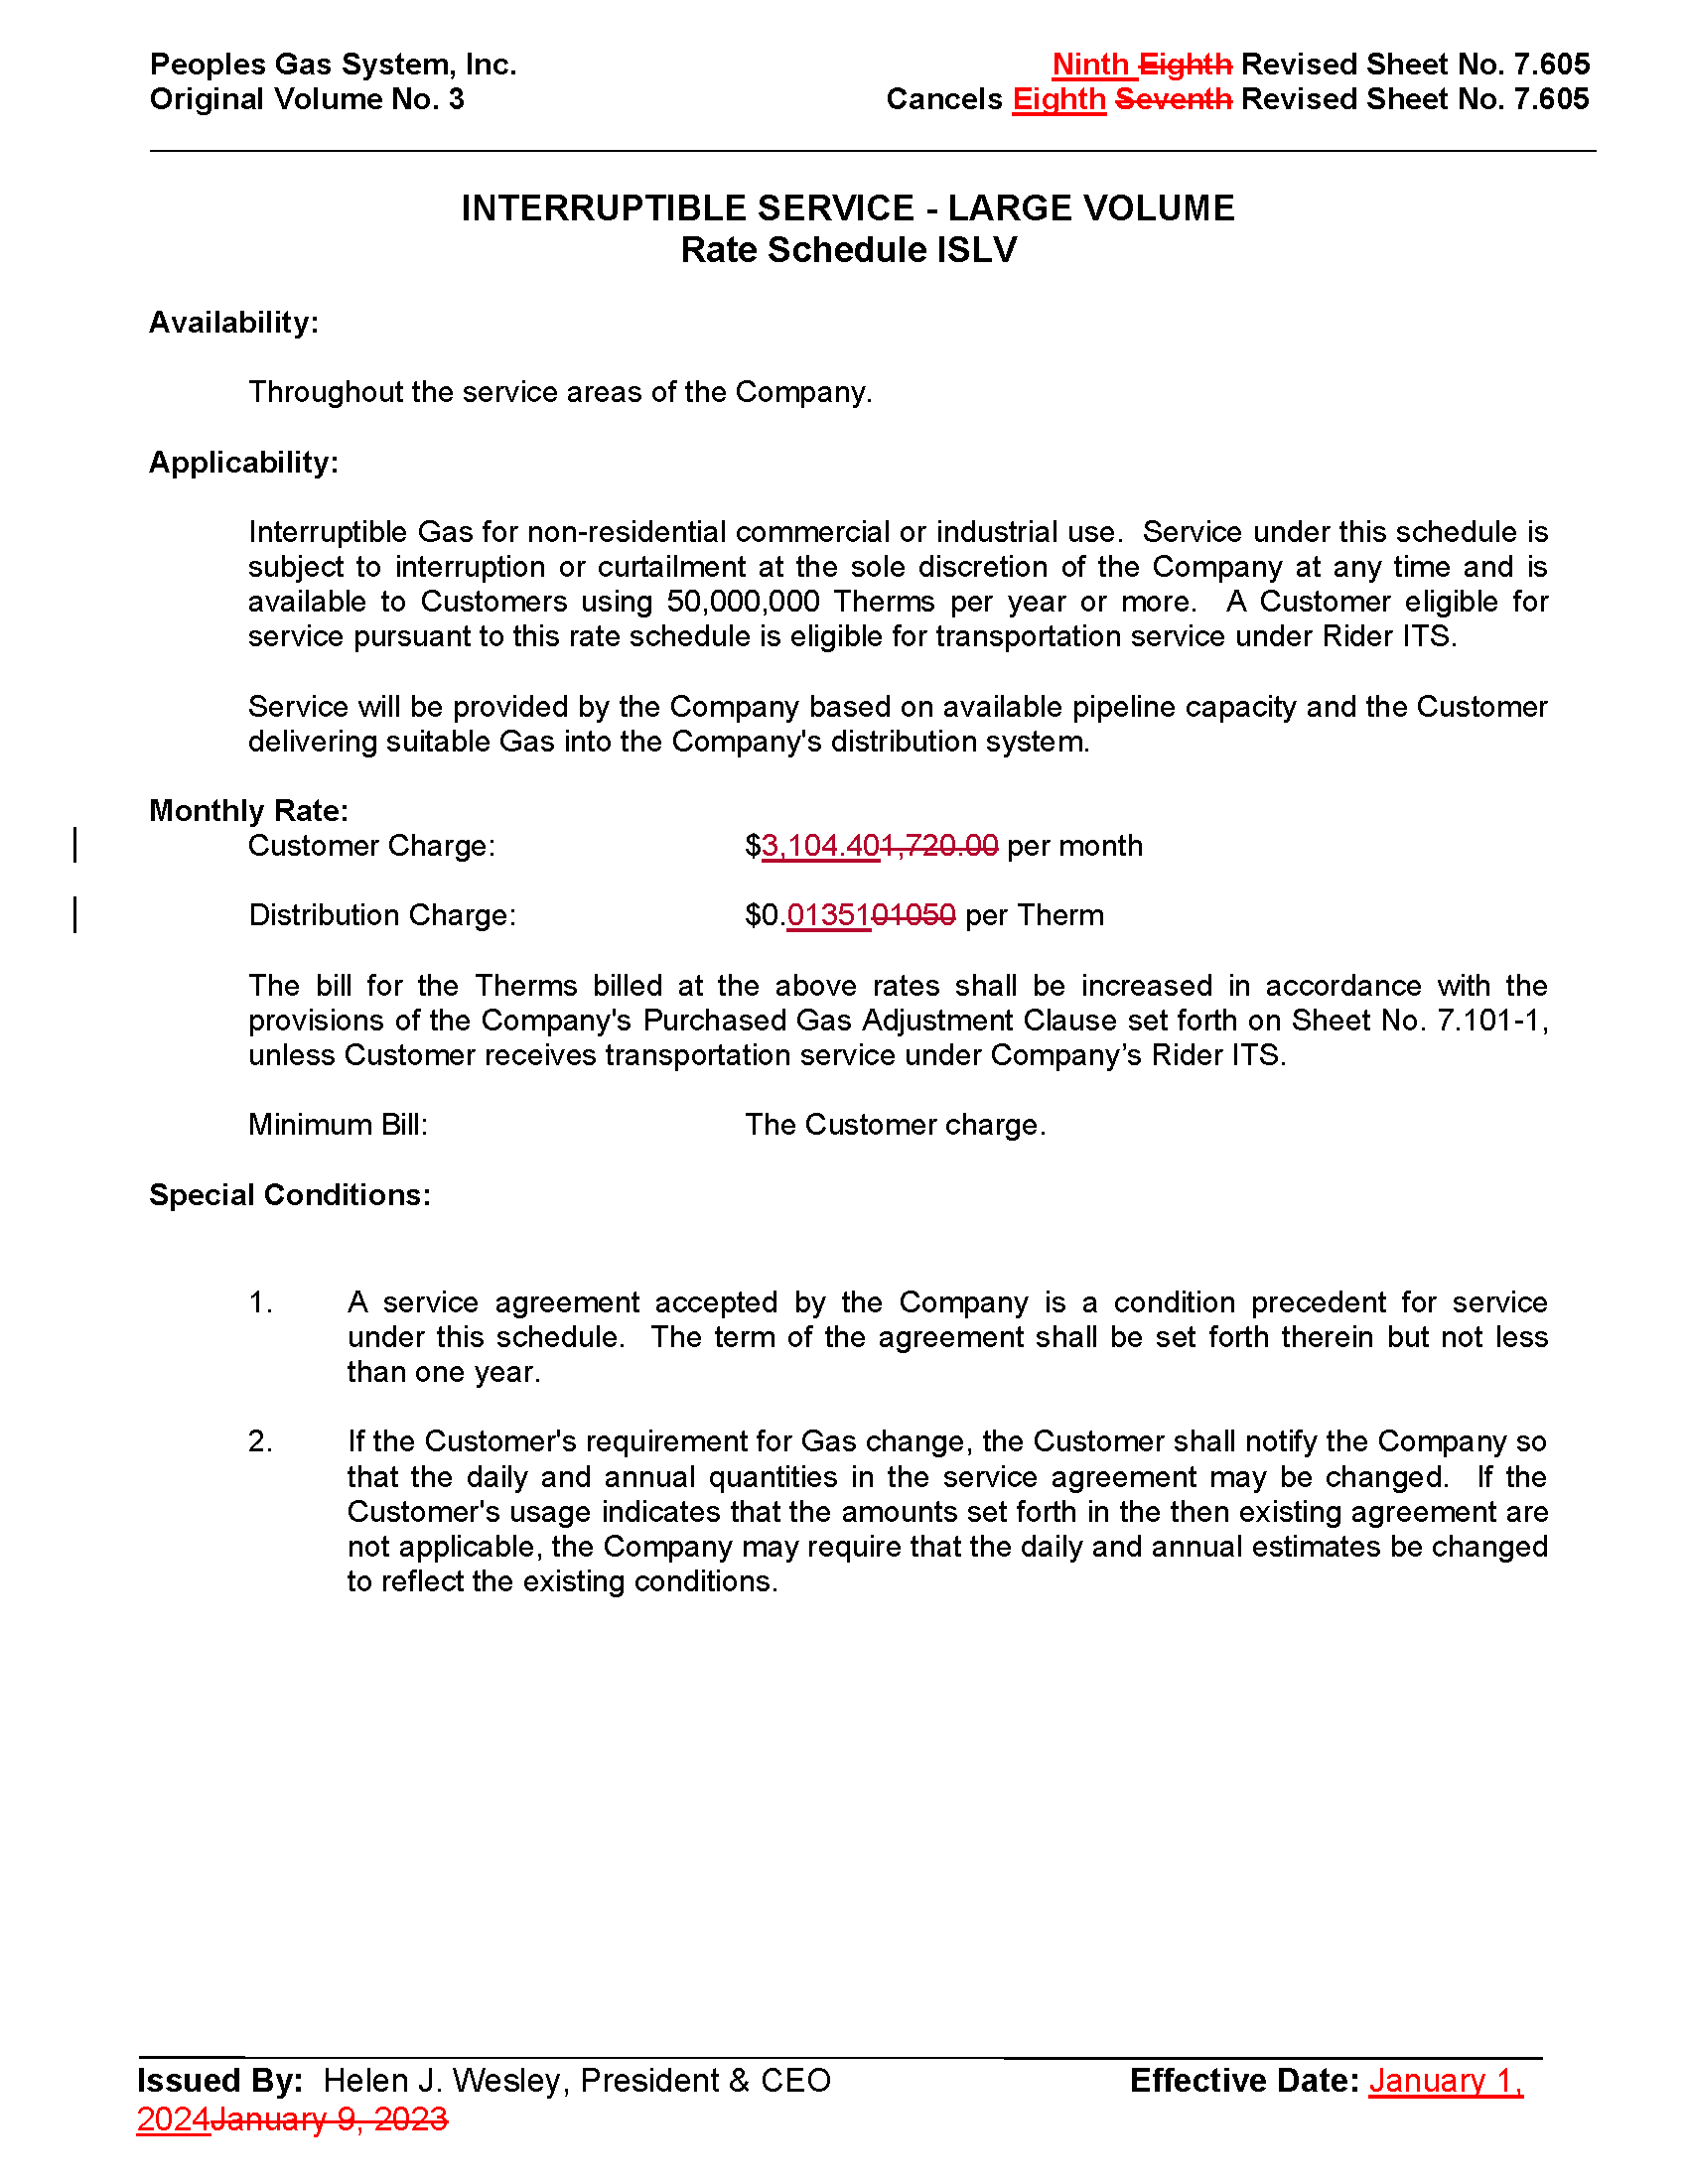 Peoples Gas System, Inc.
Original Volume No. 3
Ninth Eighth Revised Sheet No. 7.605
Cancels Eighth Seventh Revised Sheet No. 7.605
INTERRUPTIBLE SERVICE - LARGE VOLUME
Rate Schedule ISLV
Availability:
Throughout the service areas of the Company.
Applicability:
Interruptible Gas for non-residential commercial or industrial use. Service under this schedule is
subject to interruption or curtailment at the sole discretion of the Company at any time and is
available to Customers using 50,000,000 Therms per year or more. A Customer eligible for
service pursuant to this rate schedule is eligible for transportation service under Rider ITS.
Service will be provided by the Company based on available pipeline capacity and the Customer
delivering suitable Gas into the Company's distribution system.
Monthly Rate:
Customer Charge: $3,104.401,720.00 per month
Distribution Charge: $0.0135101050 per Therm
The bill for the Therms billed at the above rates shall be increased in accordance with the
provisions of the Company's Purchased Gas Adjustment Clause set forth on Sheet No. 7.101-1,
unless Customer receives transportation service under Company’s Rider ITS.
Minimum Bill: The Customer charge.
Special Conditions:
1. A service agreement accepted by the Company is a condition precedent for service
under this schedule. The term of the agreement shall be set forth therein but not less
than one year.
2. If the Customer's requirement for Gas change, the Customer shall notify the Company so
that the daily and annual quantities in the service agreement may be changed. If the
Customer's usage indicates that the amounts set forth in the then existing agreement are
not applicable, the Company may require that the daily and annual estimates be changed
to reflect the existing conditions.
Issued By: Helen J. Wesley, President & CEO Effective Date: January 1,
2024January 9, 2023